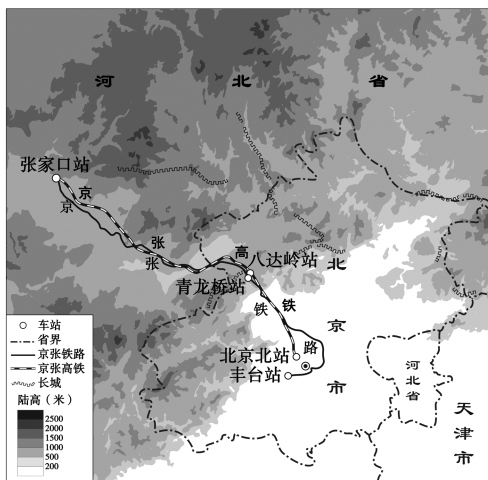 河北省
张家口站
京张高铁
京张铁路
八达岭站
青龙桥站
北京市
北京北站
丰台站
河北省
天津市
车站
省界
京张铁路
京张高铁
长城
陆高（米）
2500
2000
1500
1000
500
200